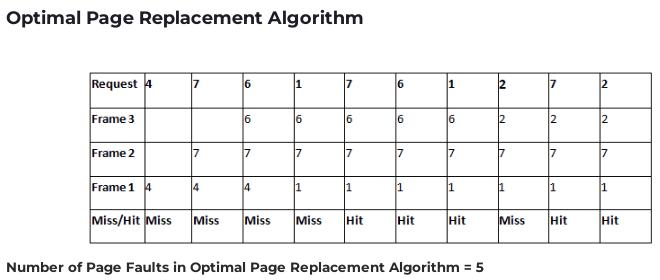 Optimal Page Replacement Algorithm
Request 4 7 6 1 7 6 1 2 7 2
Frame 3 6 6 6 6 6 2 2 2
Frame 2 7 7 7 7 7 7 7 7 7
Frame 1 4 4 4 1 1 1 1 1 1 1
Miss/Hit Miss Miss Miss Miss Hit Hit Hit Miss Hit Hit
Number of Page Faults in Optimal Page Replacement Algorithm = 5